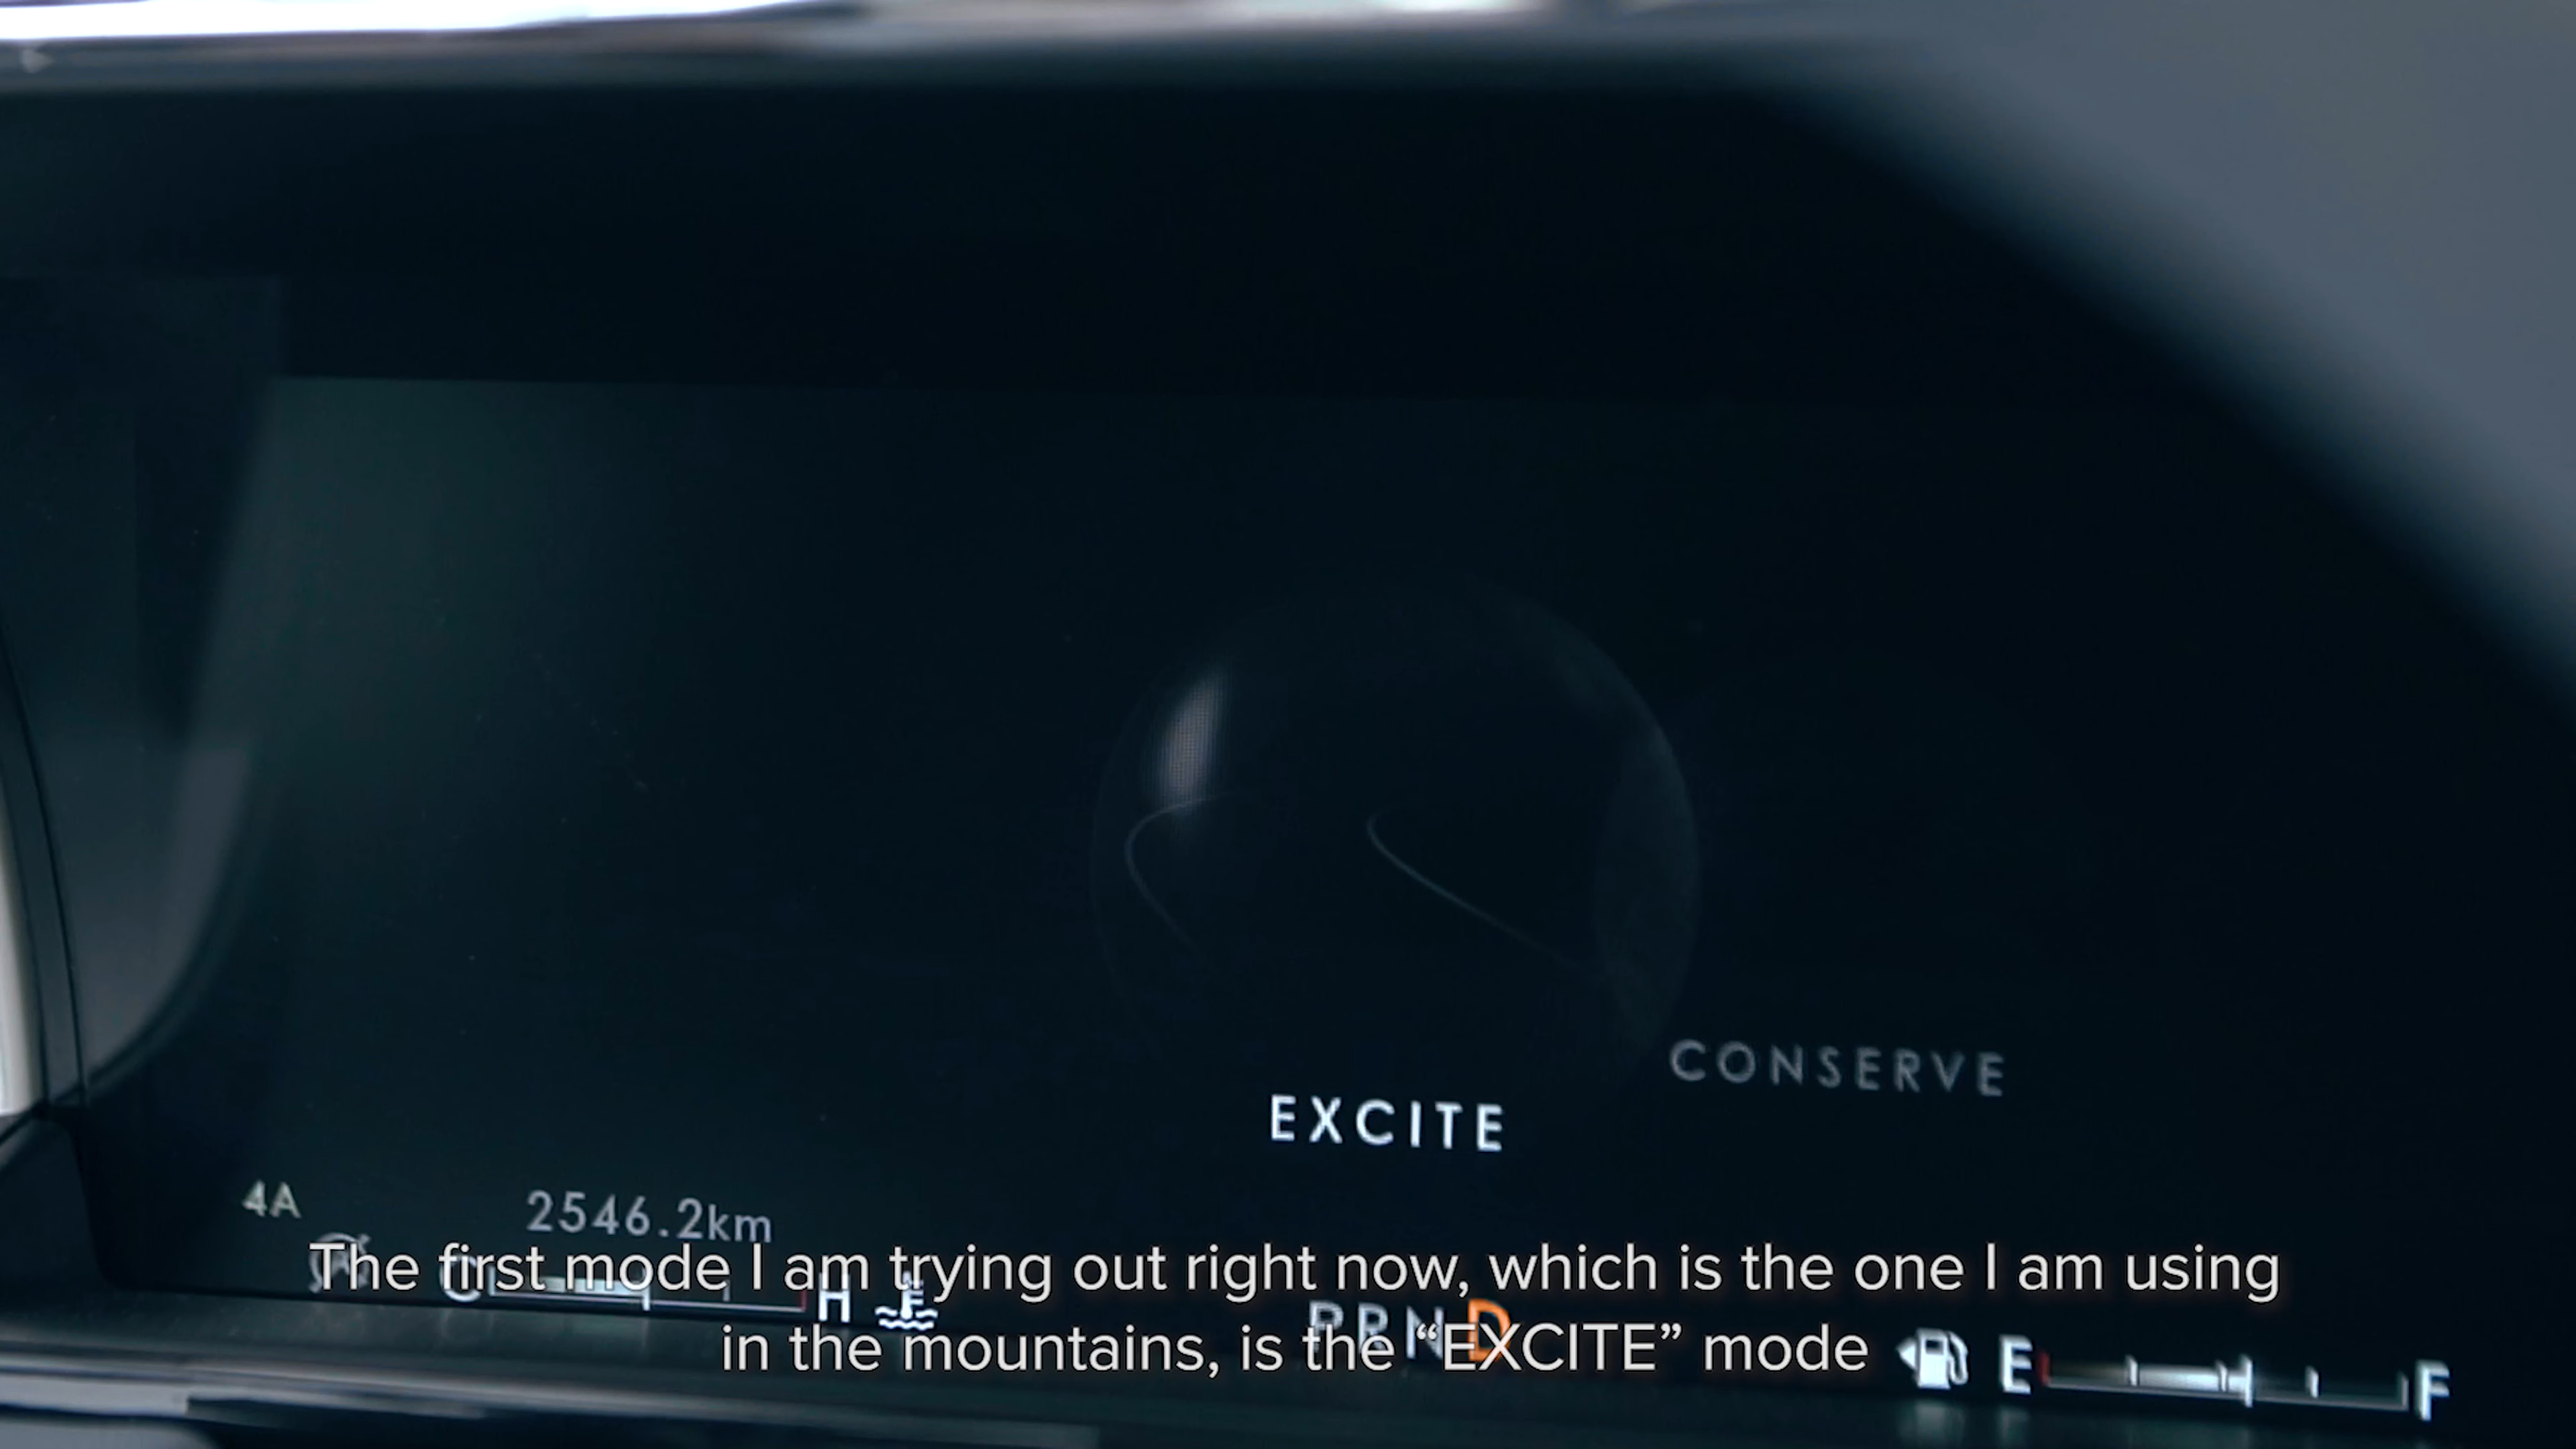 CONSERVE
EXCITE
4A
2546.2km
The first mode I am trying out right now, which is the one I am using
in the mountains, is the “EXCITE” mode
C H
PRND
E F